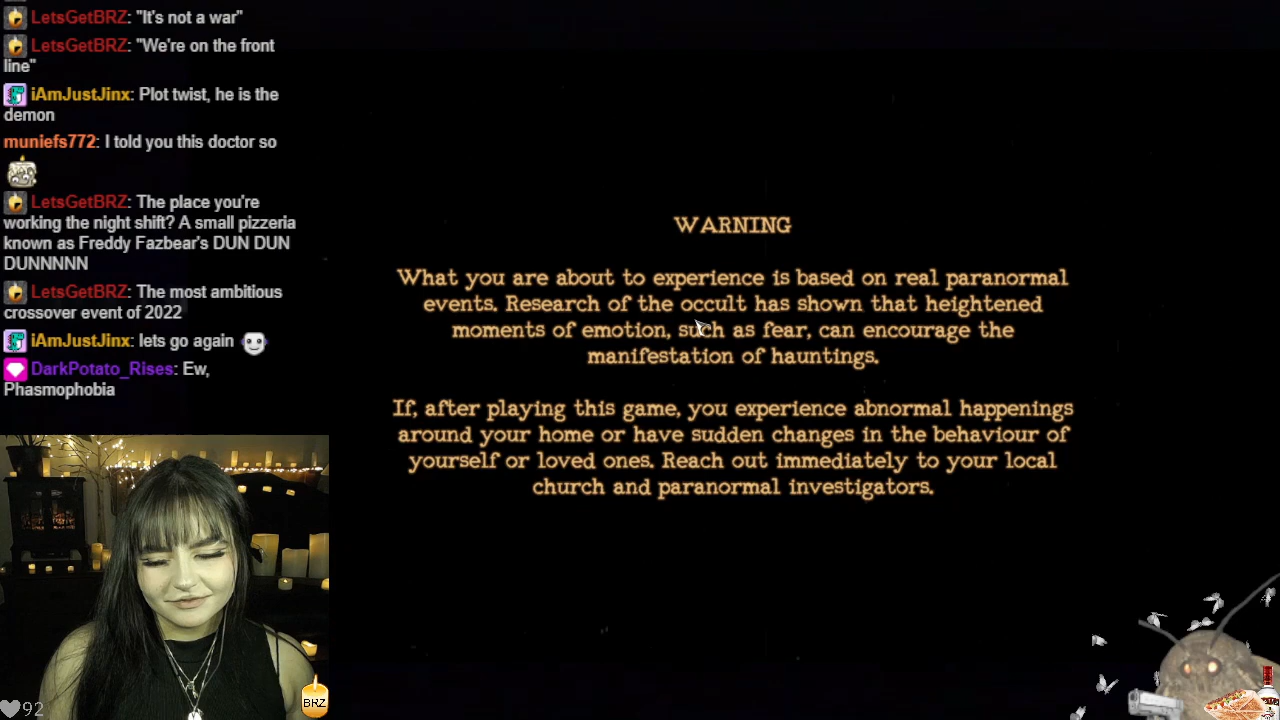 LetsGetBRZ: "It's not a war"
LetsGetBRZ: "We're on the front
line"
iAmJustJinx: Plot twist, he is the
demon
muniefs772: I told you this doctor so
LetsGetBRZ: The place you're
working the night shift? A small pizzeria
known as Freddy Fazbear's DUN DUN
DUNNNNN
LetsGetBRZ: The most ambitious
crossover event of 2022
iAmJustJinx: lets go again
DarkPotato_Rises: Ew,
Phasmophobia
WARNING
What you are about to experience is based on real paranormal
events. Research of the occult has shown that heightened
moments of emotion, such as fear, can encourage the
manifestation of hauntings.
If, after playing this game, you experience abnormal happenings
around your home or have sudden changes in the behaviour of
yourself or loved ones. Reach out immediately to your local
church and paranormal investigators.
92
BRZ